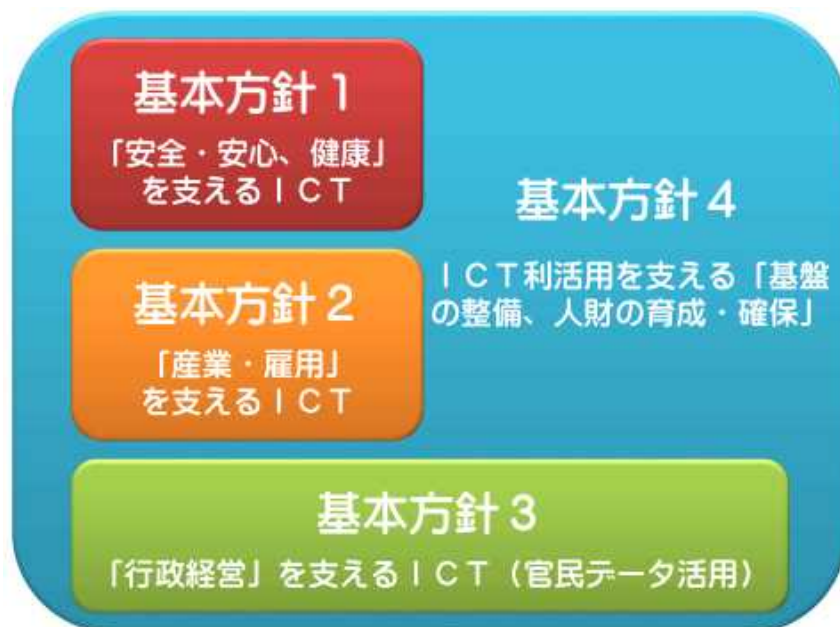 基本方針１
「安全・安心、健康」
を支えるＩＣＴ
基本方針２
「産業・雇用」
を支えるＩＣＴ
基本方針４
ＩＣＴ利活用を支える「基盤
の整備、人財の育成・確保」
基本方針３
「行政経営」を支えるＩＣＴ（官民データ活用）